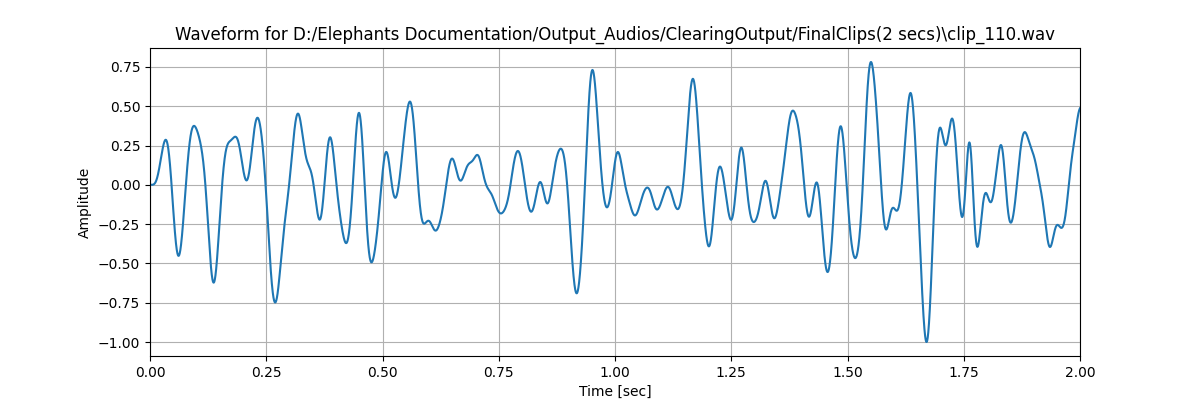 Waveform for D:/Elephants Documentation/Output_Audios/ClearingOutput/FinalClips(2 secs)\clip_110.wav
0.75
0.50
0.25
0.00
−0.25
−0.50
−0.75
−1.00
Amplitude
0.00 0.25 0.50 0.75 1.00 1.25 1.50 1.75 2.00
Time [sec]